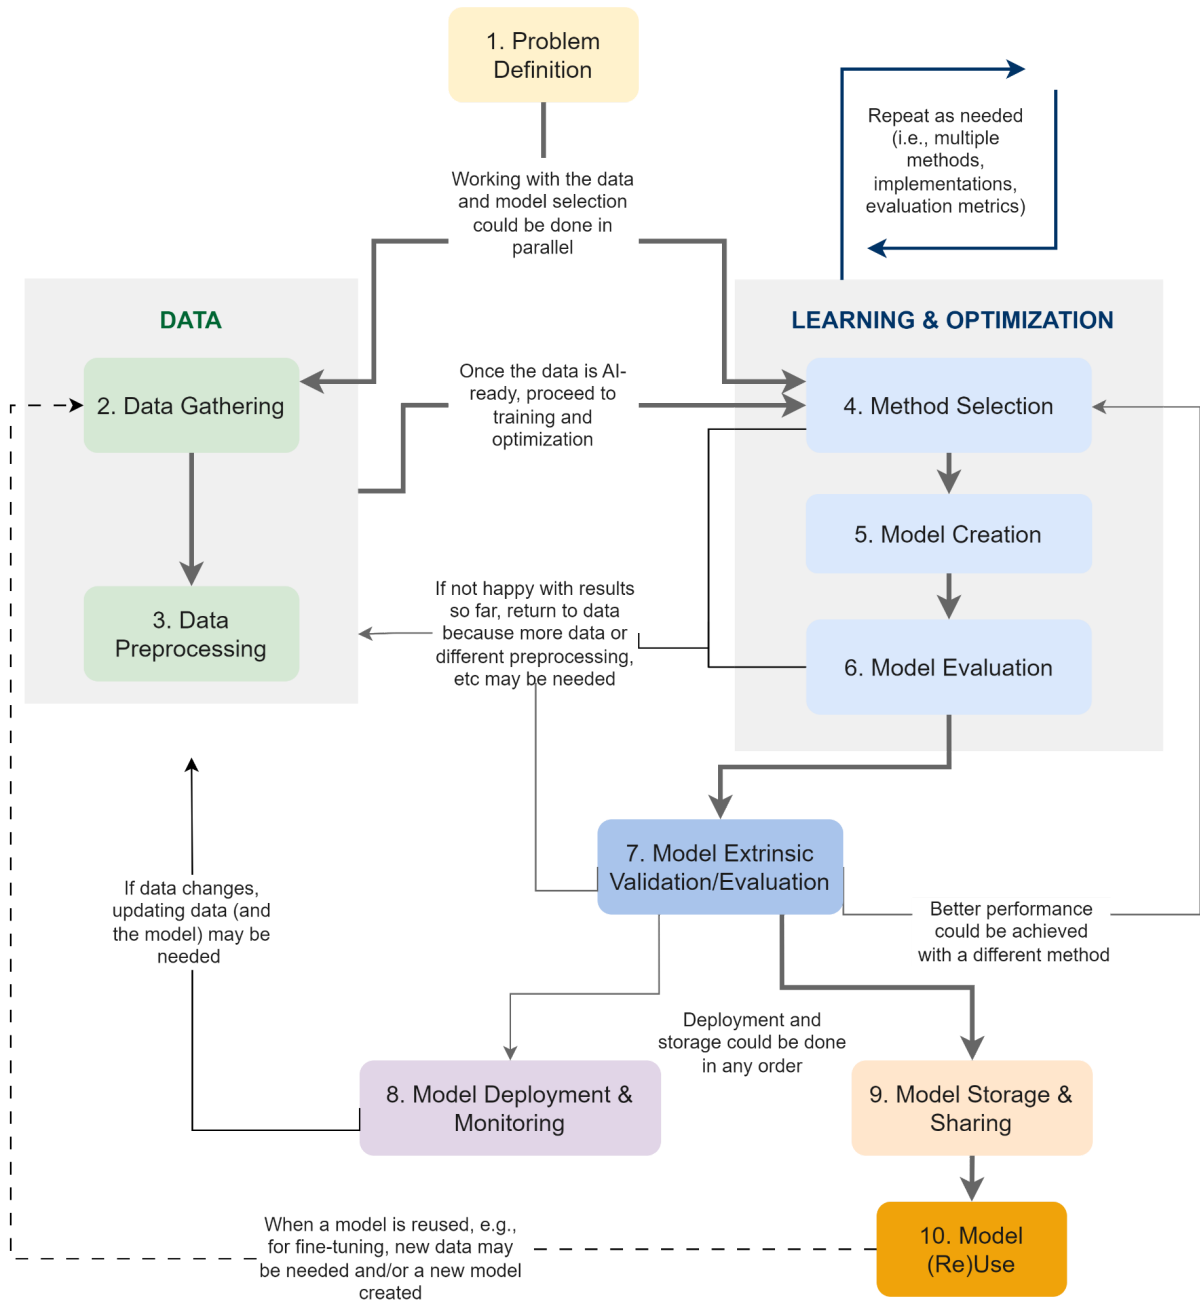 1. Problem
Definition
Repeat as needed
(i.e., multiple
methods,
implementations,
evaluation metrics)
Working with the data
and model selection
could be done in
parallel
DATA
LEARNING & OPTIMIZATION
2. Data Gathering
Once the data is AI-
ready, proceed to
training and
optimization
4. Method Selection
5. Model Creation
3. Data
Preprocessing
If not happy with results
so far, return to data
because more data or
different preprocessing,
etc may be needed
6. Model Evaluation
7. Model Extrinsic
Validation/Evaluation
If data changes,
updating data (and
the model) may be
needed
Better performance
could be achieved
with a different method
Deployment and
storage could be done
in any order
8. Model Deployment &
Monitoring
9. Model Storage &
Sharing
When a model is reused, e.g.,
for fine-tuning, new data may
be needed and/or a new model
created
10. Model
(Re)Use